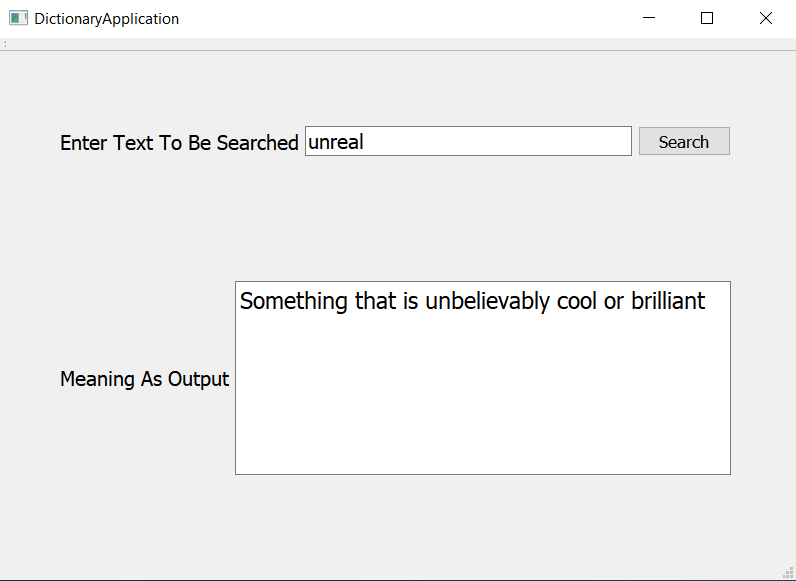 DictionaryApplication
Enter Text To Be Searched unreal Search
Something that is unbelievably cool or brilliant
Meaning As Output